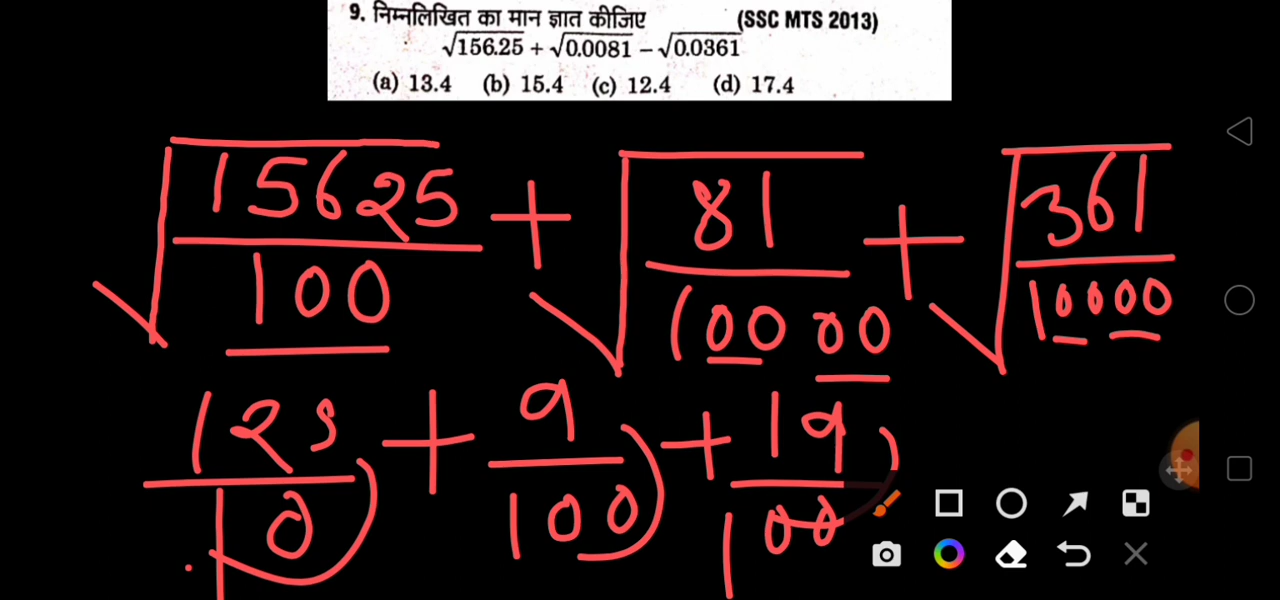 9. निम्नलिखित का मान ज्ञात कीजिए (SSC MTS 2013)
√156.25 + √0.0081 – √0.0361
(a) 13.4 (b) 15.4 (c) 12.4 (d) 17.4
√15625/100 + √81/10000 + √361/10000
125/10 + 9/100 + 19/100